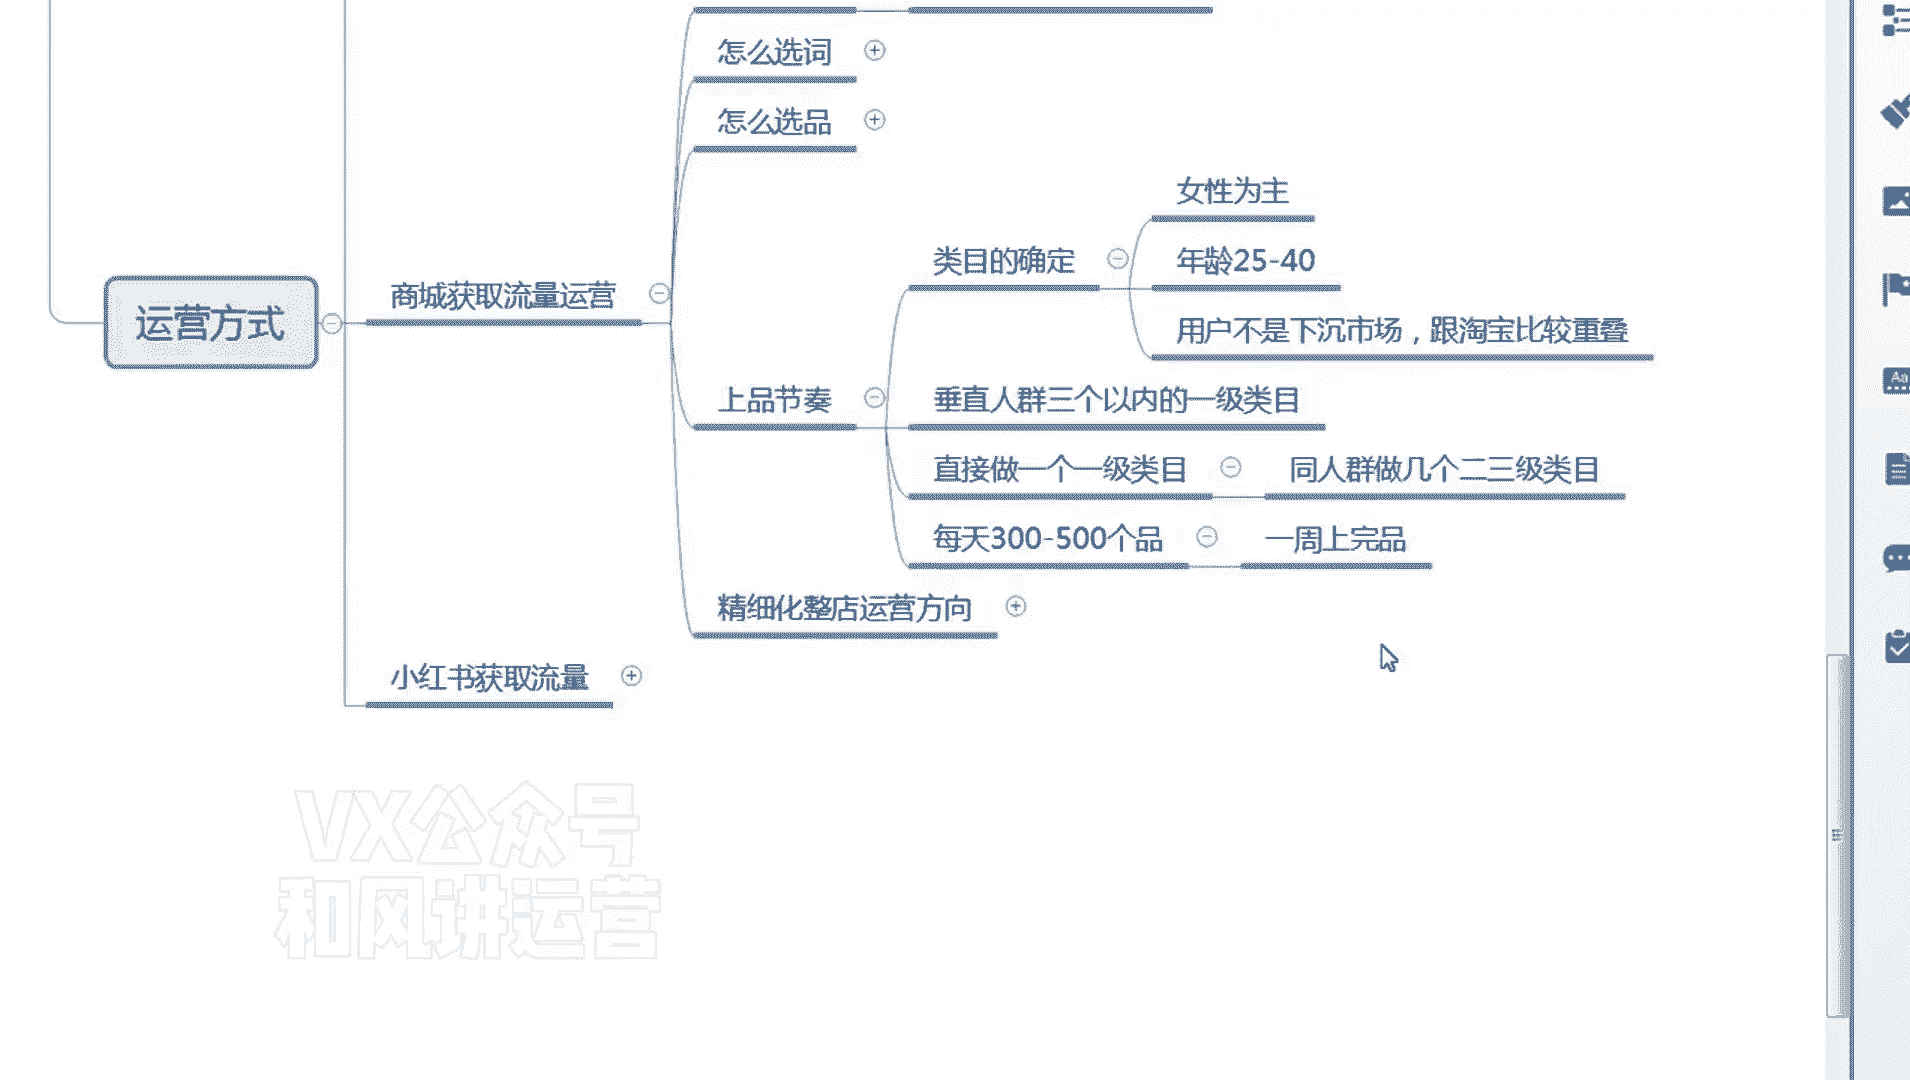 怎么选词
怎么选品
女性为主
类目的确定
年龄25-40
商城获取流量运营
运营方式
用户不是下沉市场，跟淘宝比较重叠
上品节奏
垂直人群三个以内的一级类目
直接做一个一级类目
同人群做几个二三级类目
每天300-500个品
一周上完品
精细化整店运营方向
小红书获取流量
VX公众号
和风讲运营
Aa